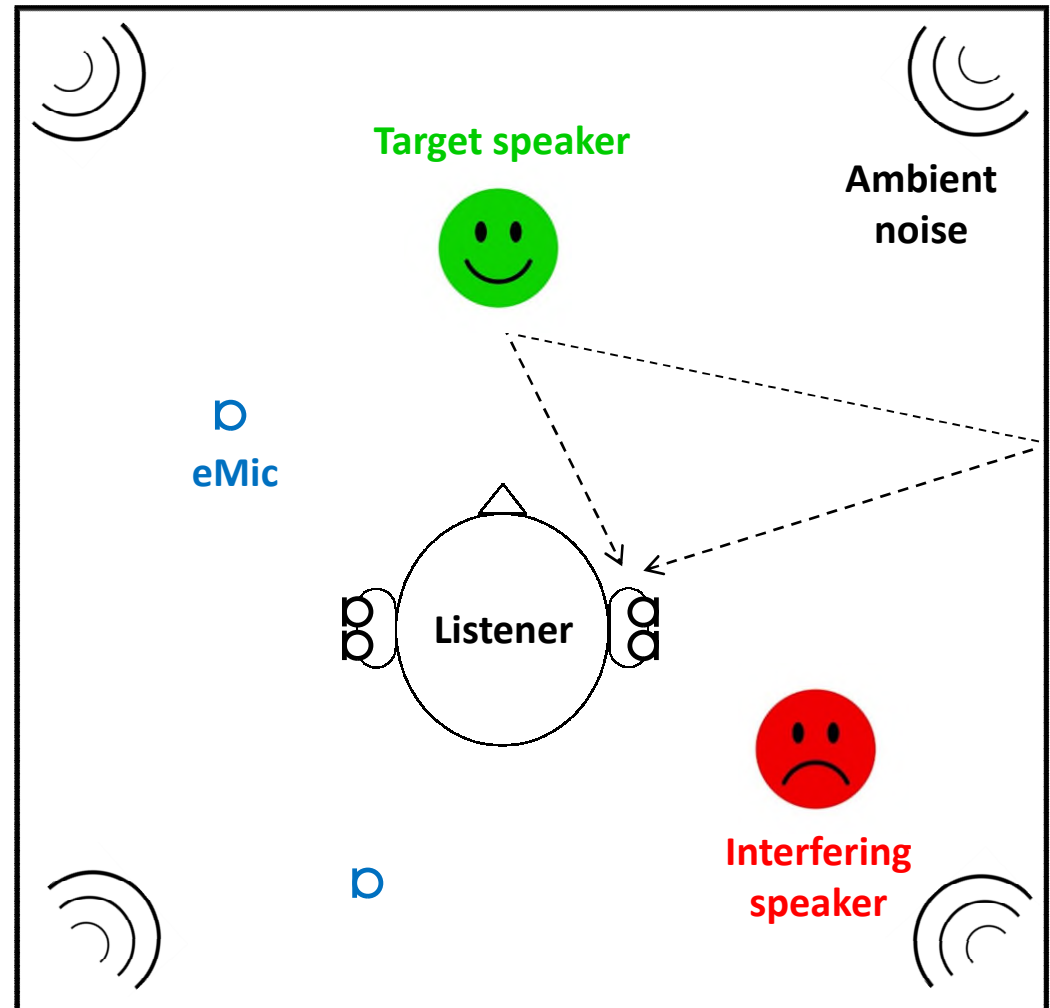 Target speaker
Ambient
noise
eMic
Listener
Interfering
speaker